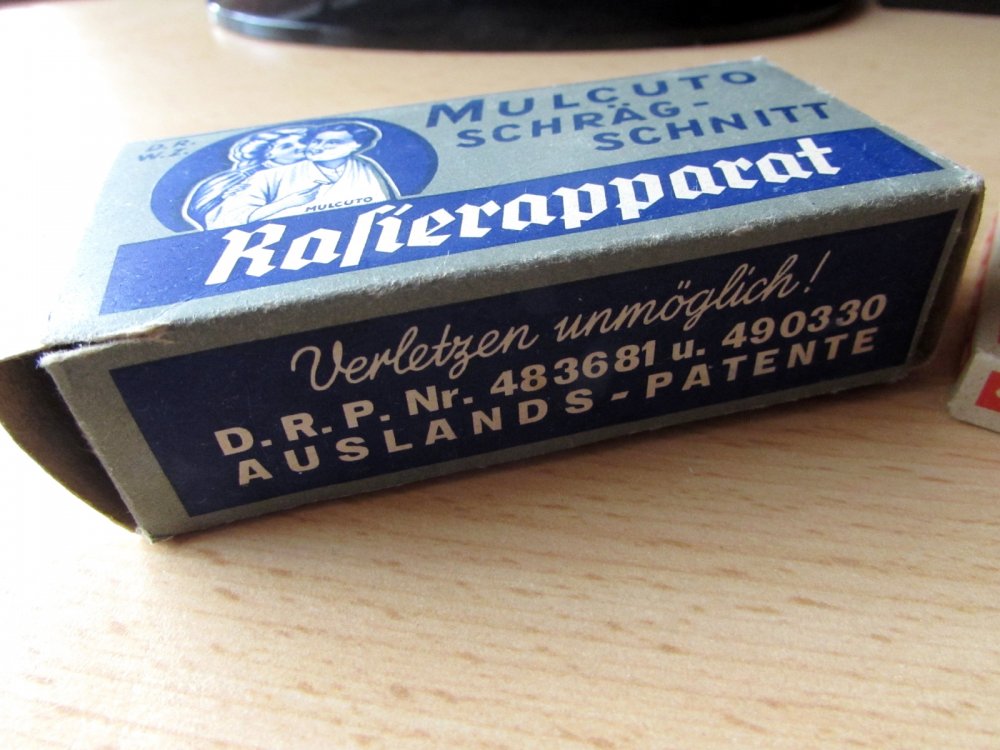 D. R.
W. Z.
MULCUTO
SCHRÄG-
SCHNITT
MULCUTO
Raſierapparat
Verletzen unmöglich!
D. R. P. Nr. 483681 u. 490330
AUSLANDS-PATENTE